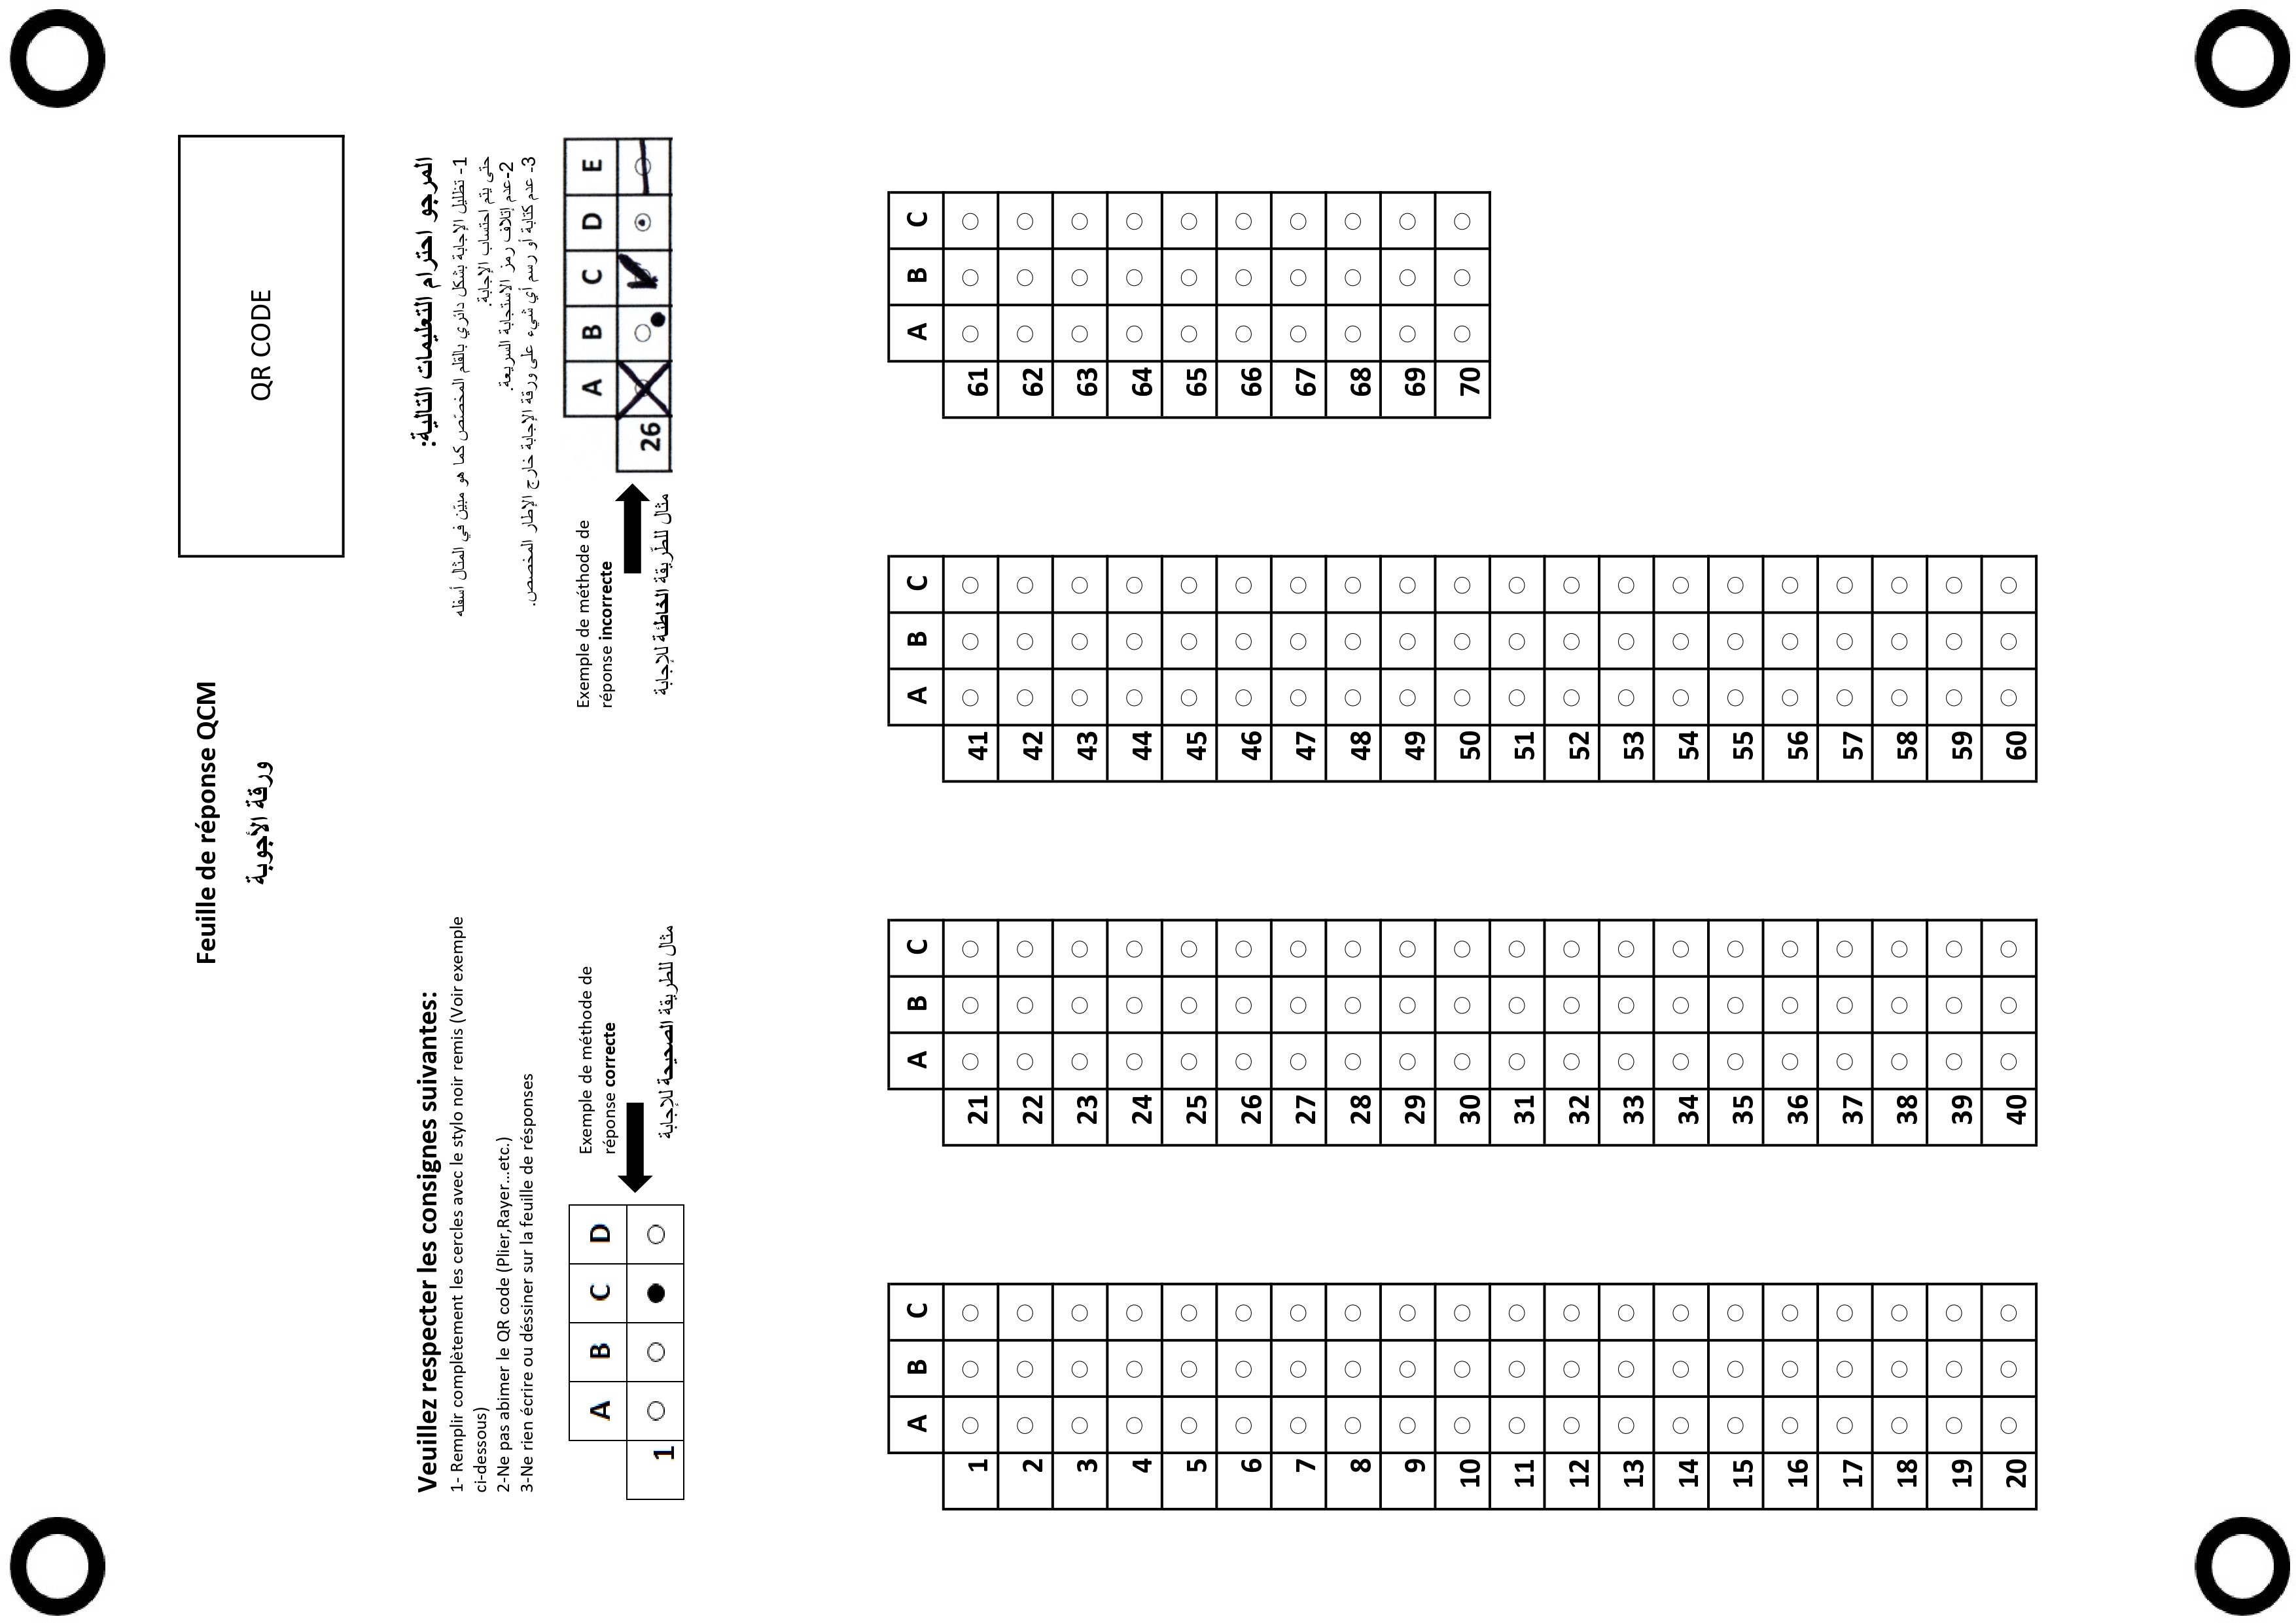 Feuille de réponse QCM
ورقة الأجوبة
QR CODE
Veuillez respecter les consignes suivantes:
1- Remplir complètement les cercles avec le stylo noir remis (Voir exemple
ci-dessous)
2-Ne pas abimer le QR code (Plier,Rayer...etc.)
3-Ne rien écrire ou déssiner sur la feuille de résponses
المرجو احترام التعليمات التالية:
1- تظليل الإجابة بشكل دائري بالقلم المخصّص كما هو مبيّن في المثال أسفله
حتى يتم احتساب الإجابة.
2-عدم إتلاف رمز الاستجابة السريعة.
3- عدم كتابة أو رسم أي شيء على ورقة الإجابة خارج الإطار المخصص.
A B C D
1
Exemple de méthode de
réponse correcte
مثال للطريقة الصحيحة للإجابة
Exemple de méthode de
réponse incorrecte
مثال للطّريقة الخاطئة للإجابة
A B C D E
26
A B C
1
2
3
4
5
6
7
8
9
10
11
12
13
14
15
16
17
18
19
20
A B C
21
22
23
24
25
26
27
28
29
30
31
32
33
34
35
36
37
38
39
40
A B C
41
42
43
44
45
46
47
48
49
50
51
52
53
54
55
56
57
58
59
60
A B C
61
62
63
64
65
66
67
68
69
70